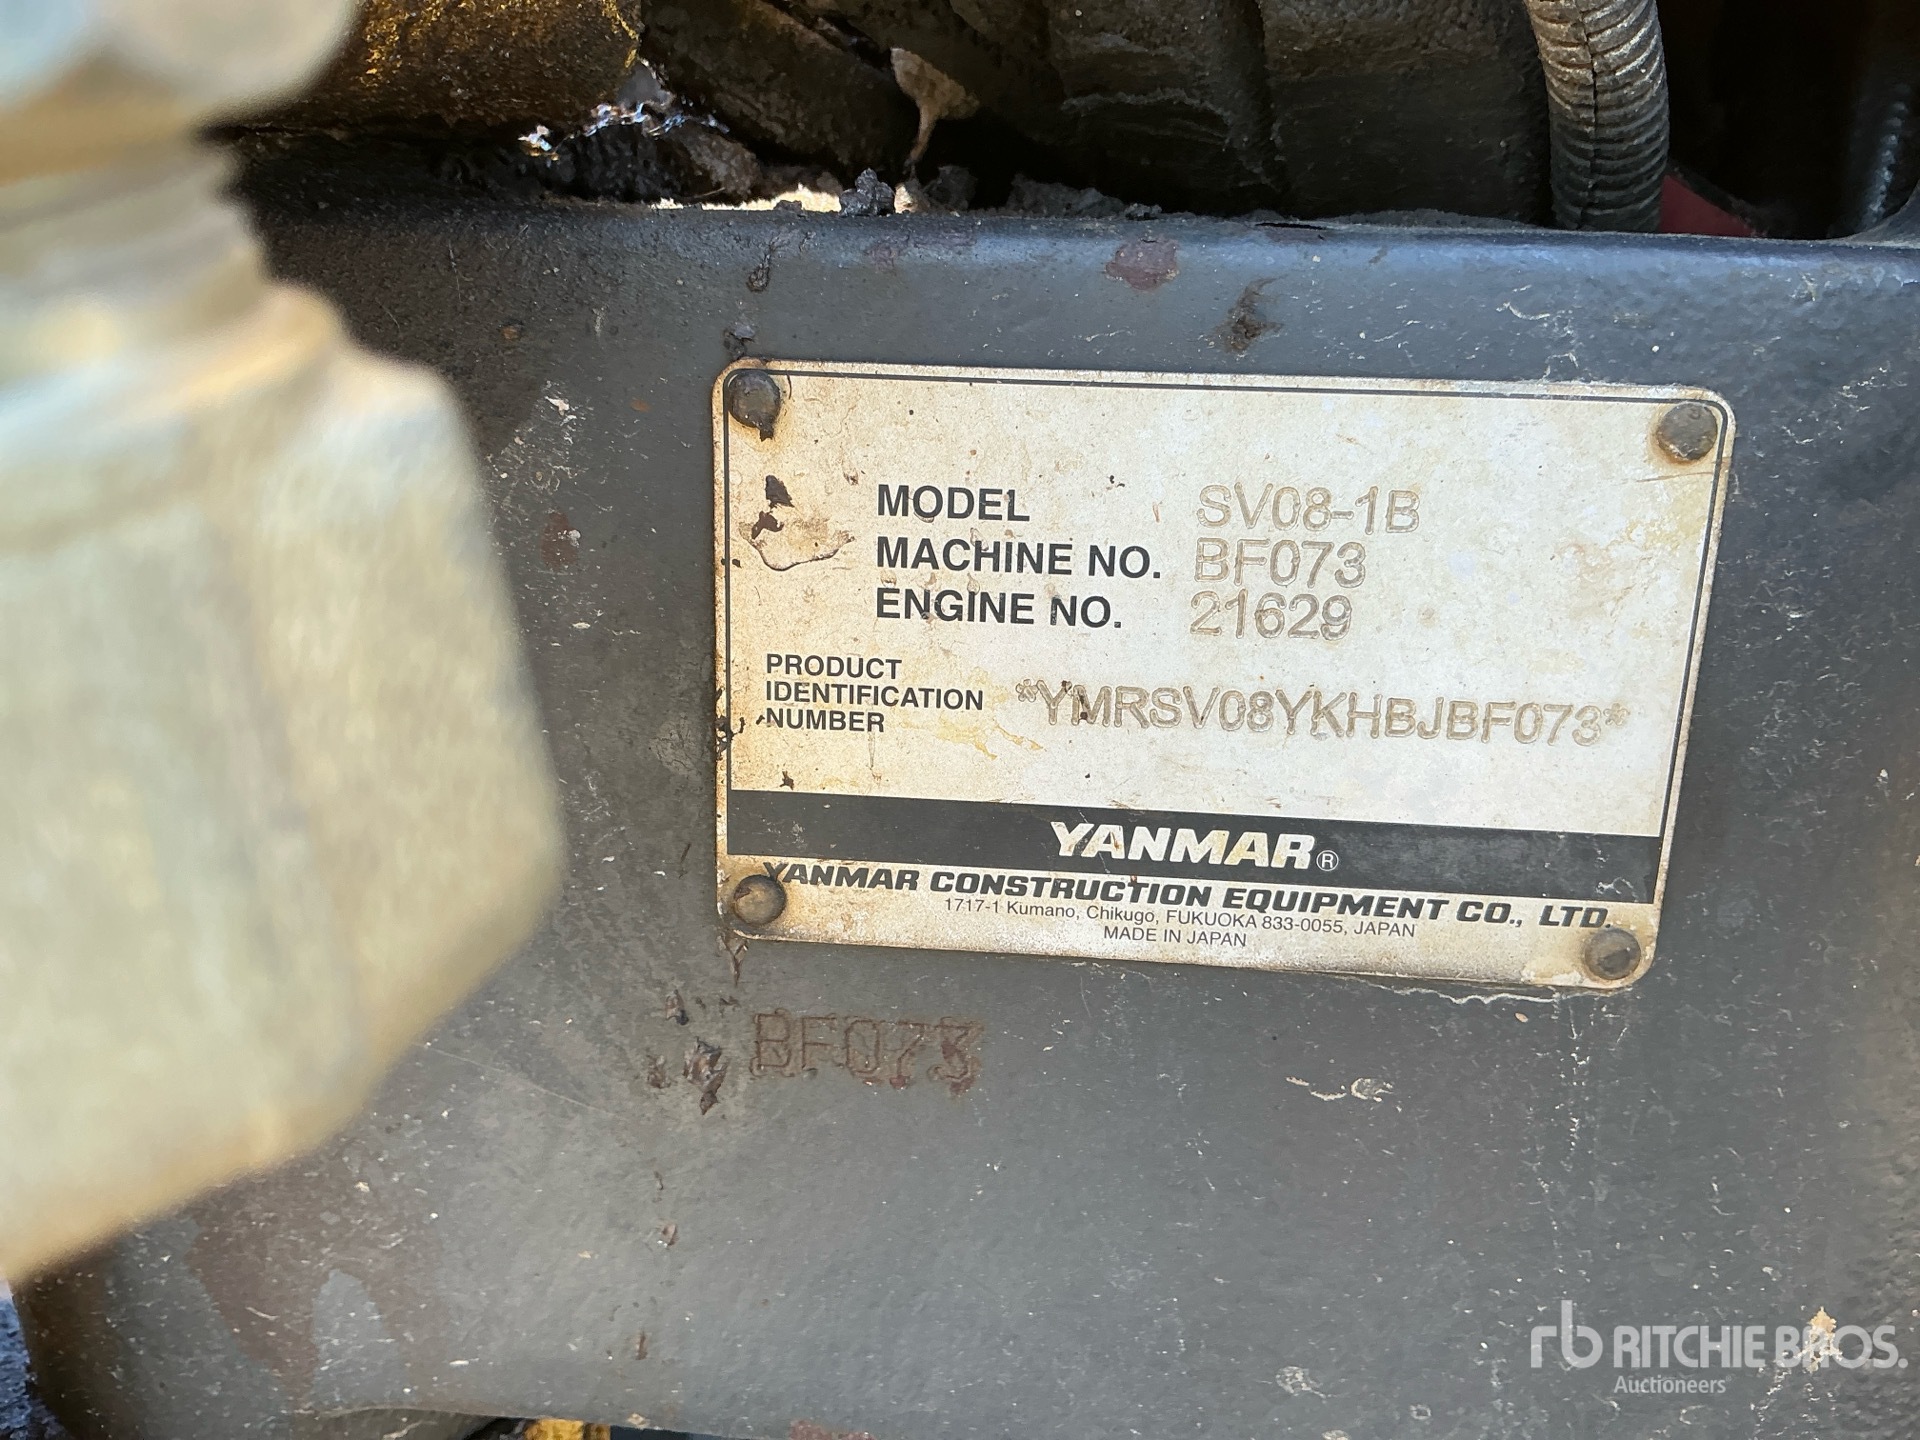 MODEL SV08-1B
MACHINE NO. BF073
ENGINE NO. 21629
PRODUCT
IDENTIFICATION
NUMBER
*YMRSV08YKHBJBF073*
YANMAR®
YANMAR CONSTRUCTION EQUIPMENT CO., LTD.
1717-1 Kumano, Chikugo, FUKUOKA 833-0055, JAPAN
MADE IN JAPAN
BF073
rb RITCHIE BROS.
Auctioneers